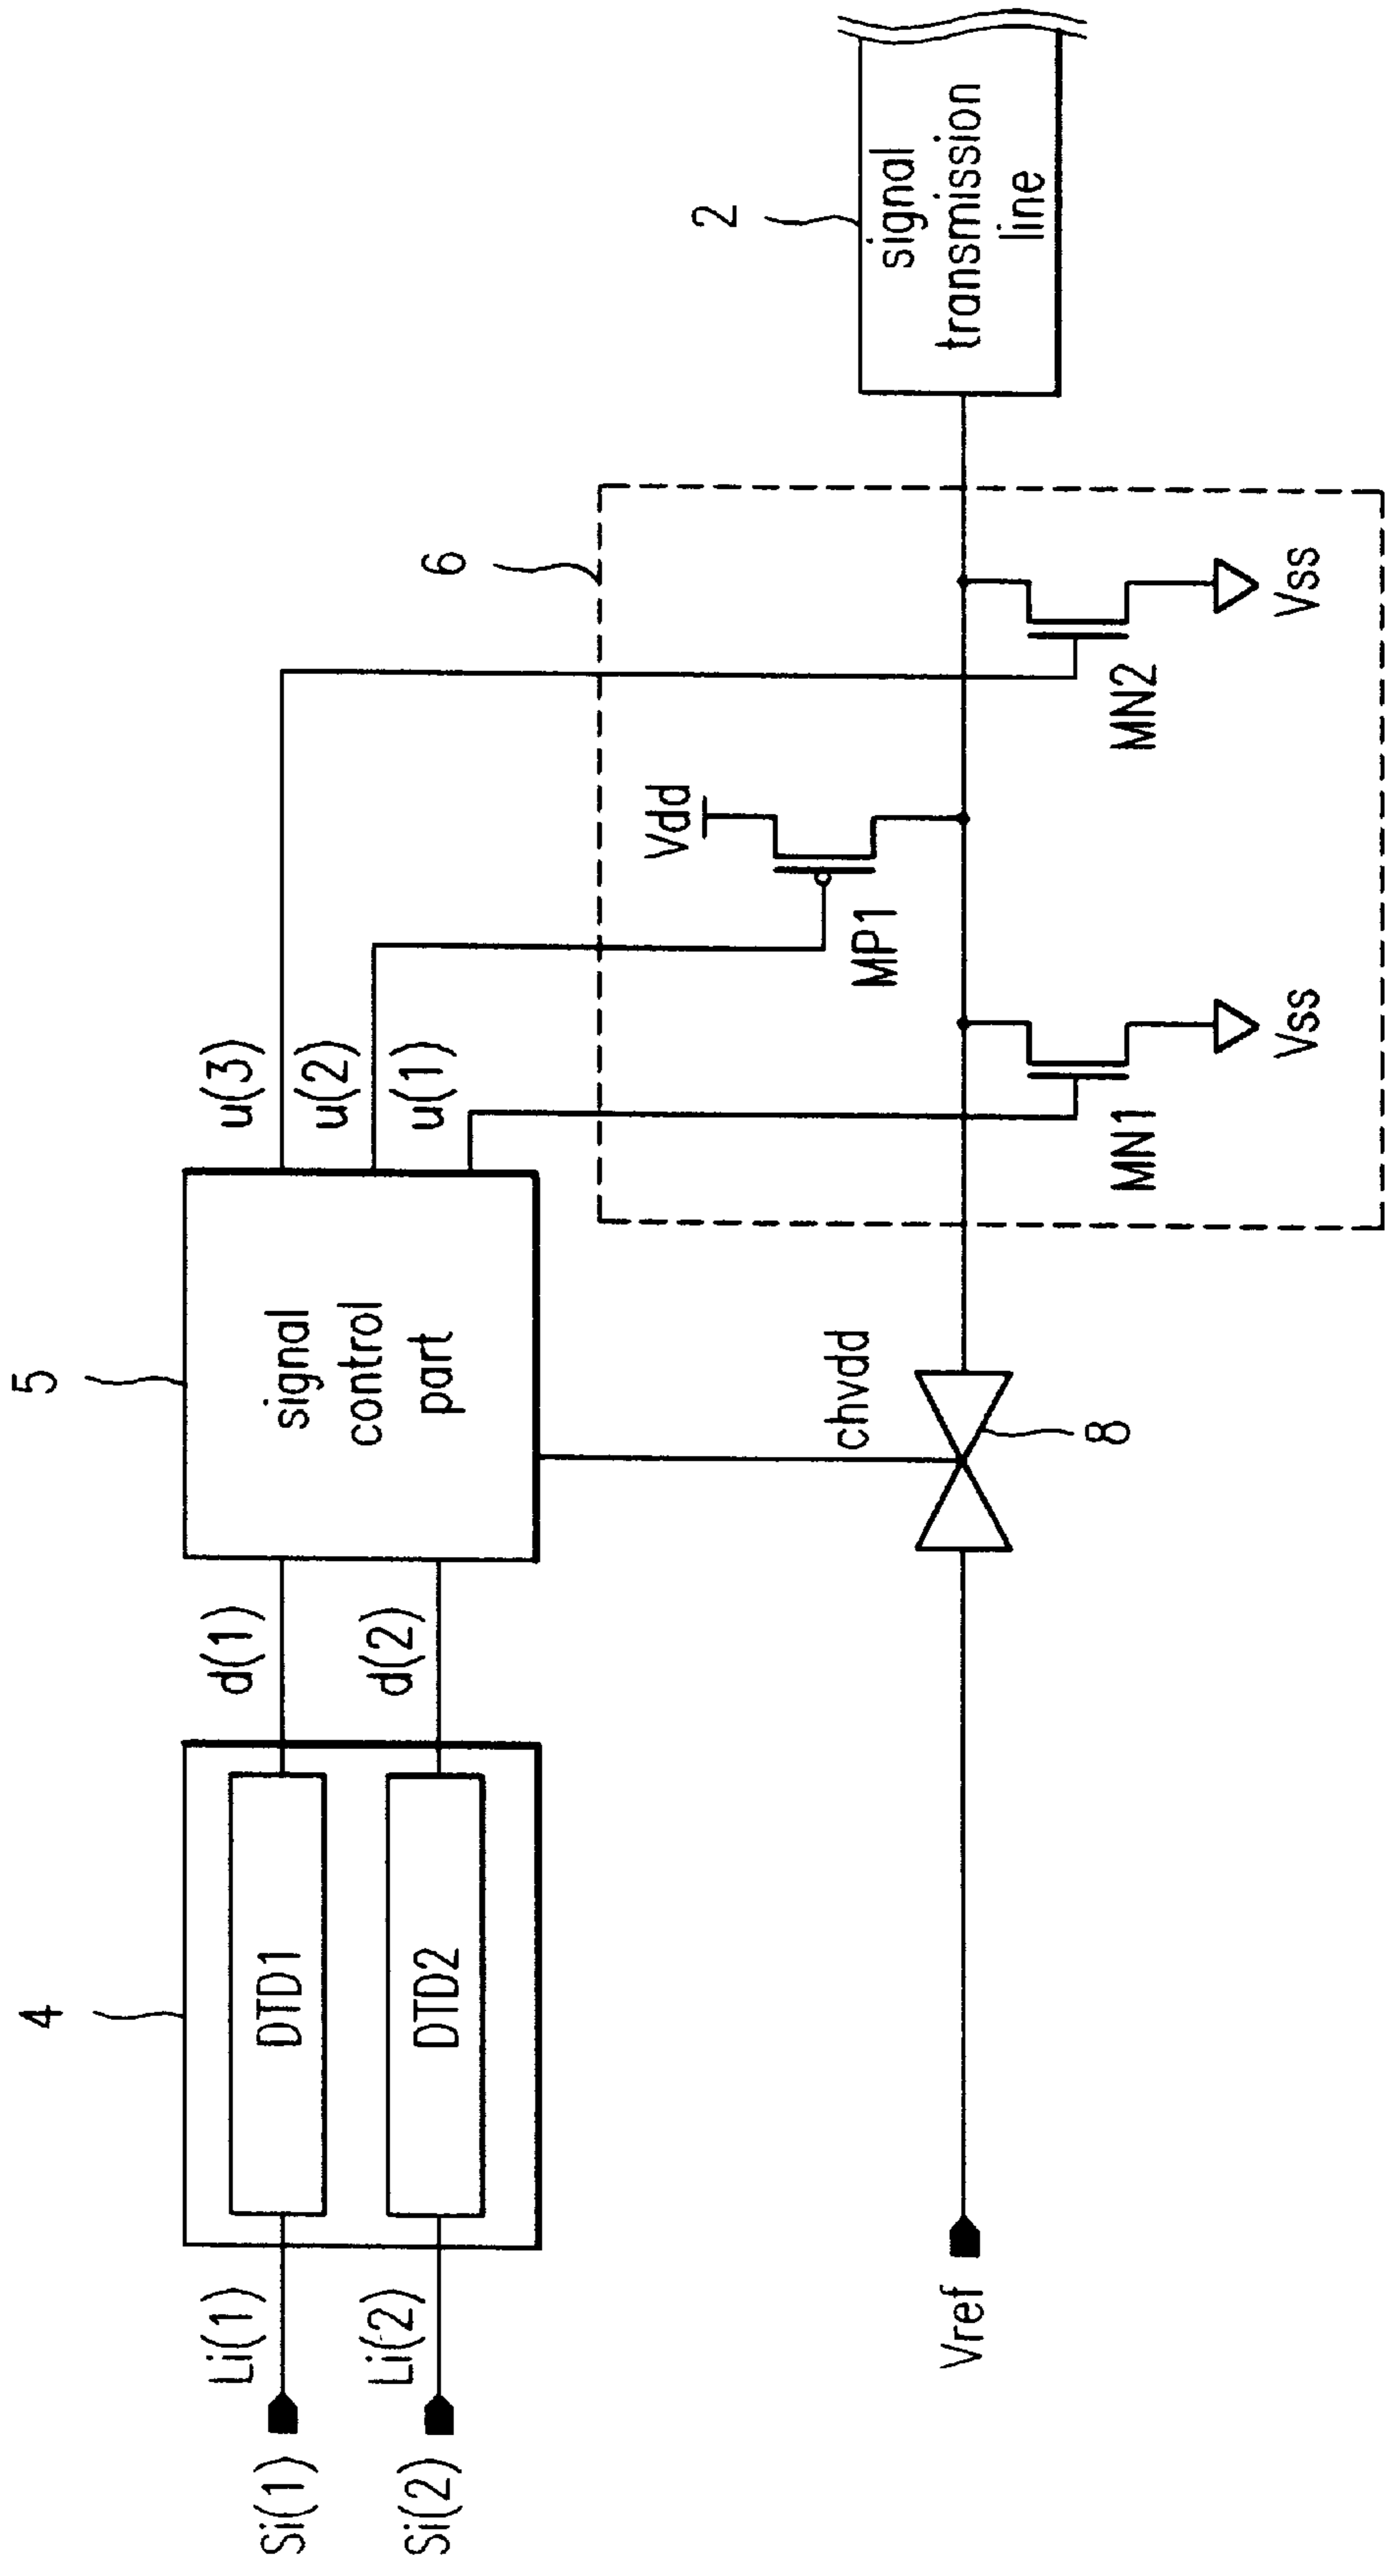 Si(1)
Li(1)
Si(2)
Li(2)
4
DTD1
DTD2
d(1)
d(2)
5
signal
control
part
u(3)
u(2)
u(1)
6
Vdd
MP1
MN1
Vss
MN2
Vss
2
signal
transmission
line
chvdd
8
Vref